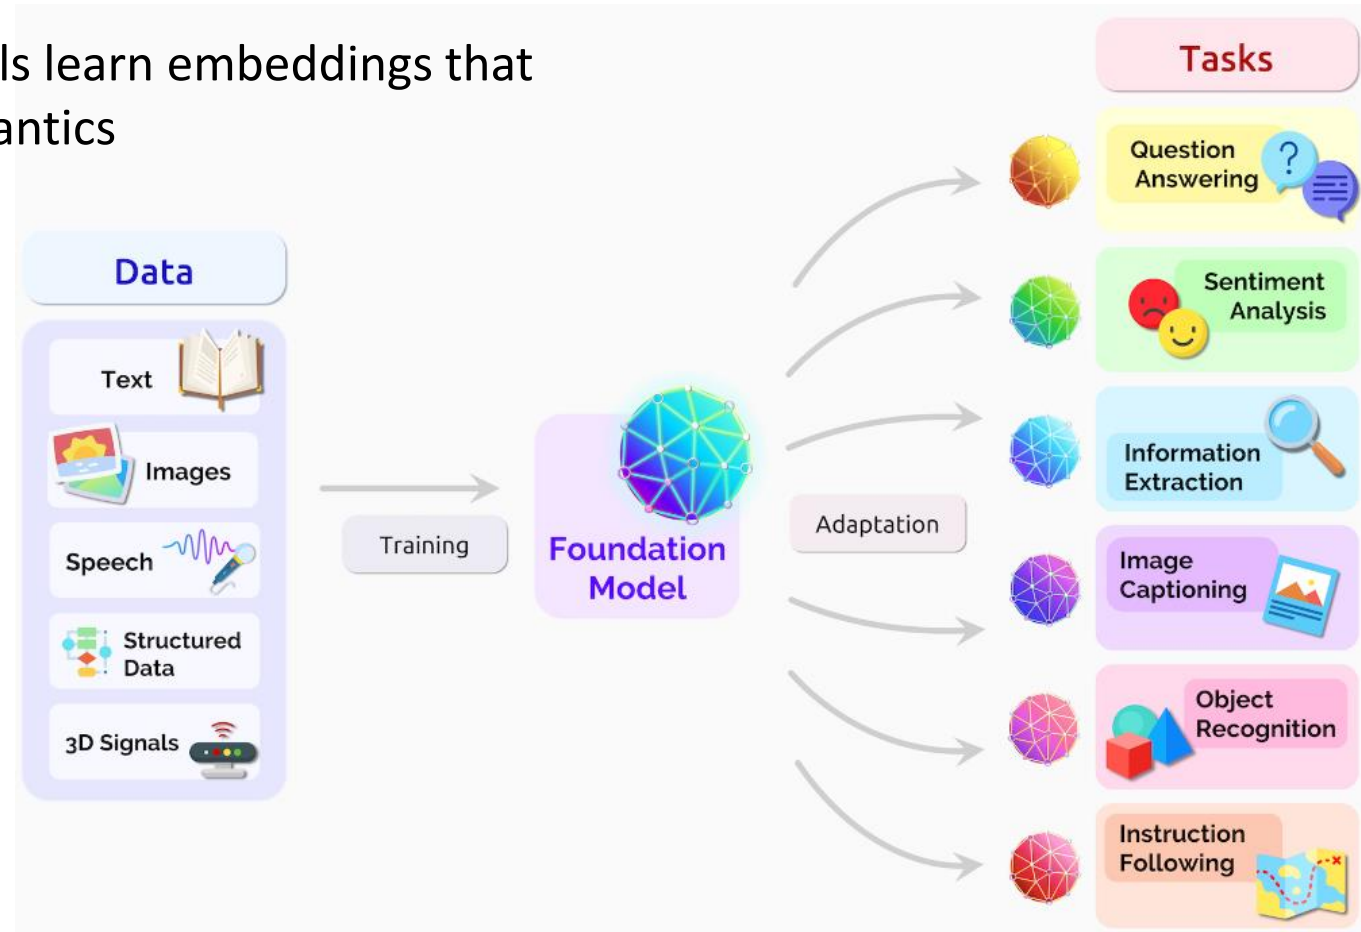 ls learn embeddings that
antics
Data
Text
Images
Speech
Structured
Data
3D Signals
Training
Foundation
Model
Adaptation
Tasks
Question
Answering
?
Sentiment
Analysis
Information
Extraction
Image
Captioning
Object
Recognition
Instruction
Following